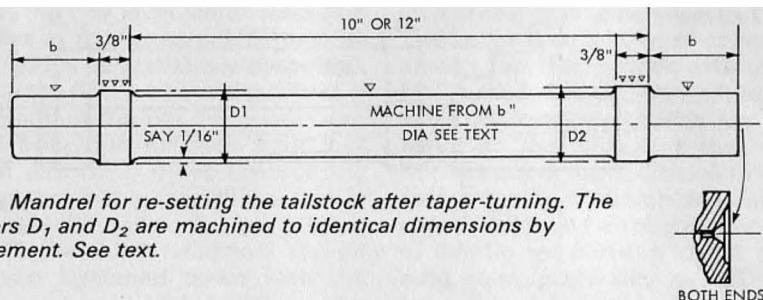 10" OR 12"
b
3/8"
3/8"
b
D1
MACHINE FROM b"
DIA SEE TEXT
D2
SAY 1/16"
Mandrel for re-setting the tailstock after taper-turning. The
ers D₁ and D₂ are machined to identical dimensions by
ement. See text.
BOTH ENDS